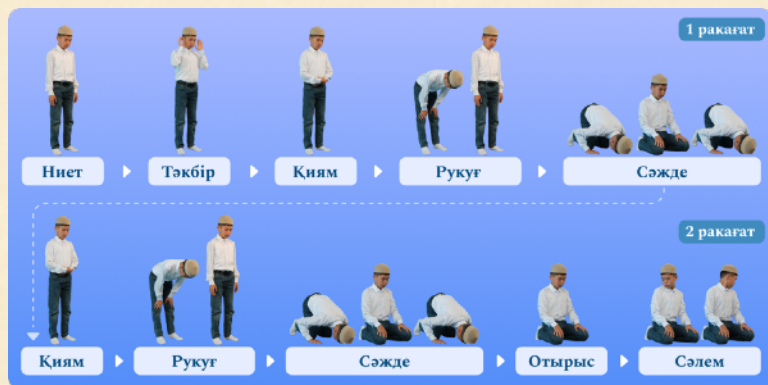 1 ракағат
Ниет
Тәкбір
Қиям
Рукуғ
Сәжде
2 ракағат
Қиям
Рукуғ
Сәжде
Отырыс
Сәлем